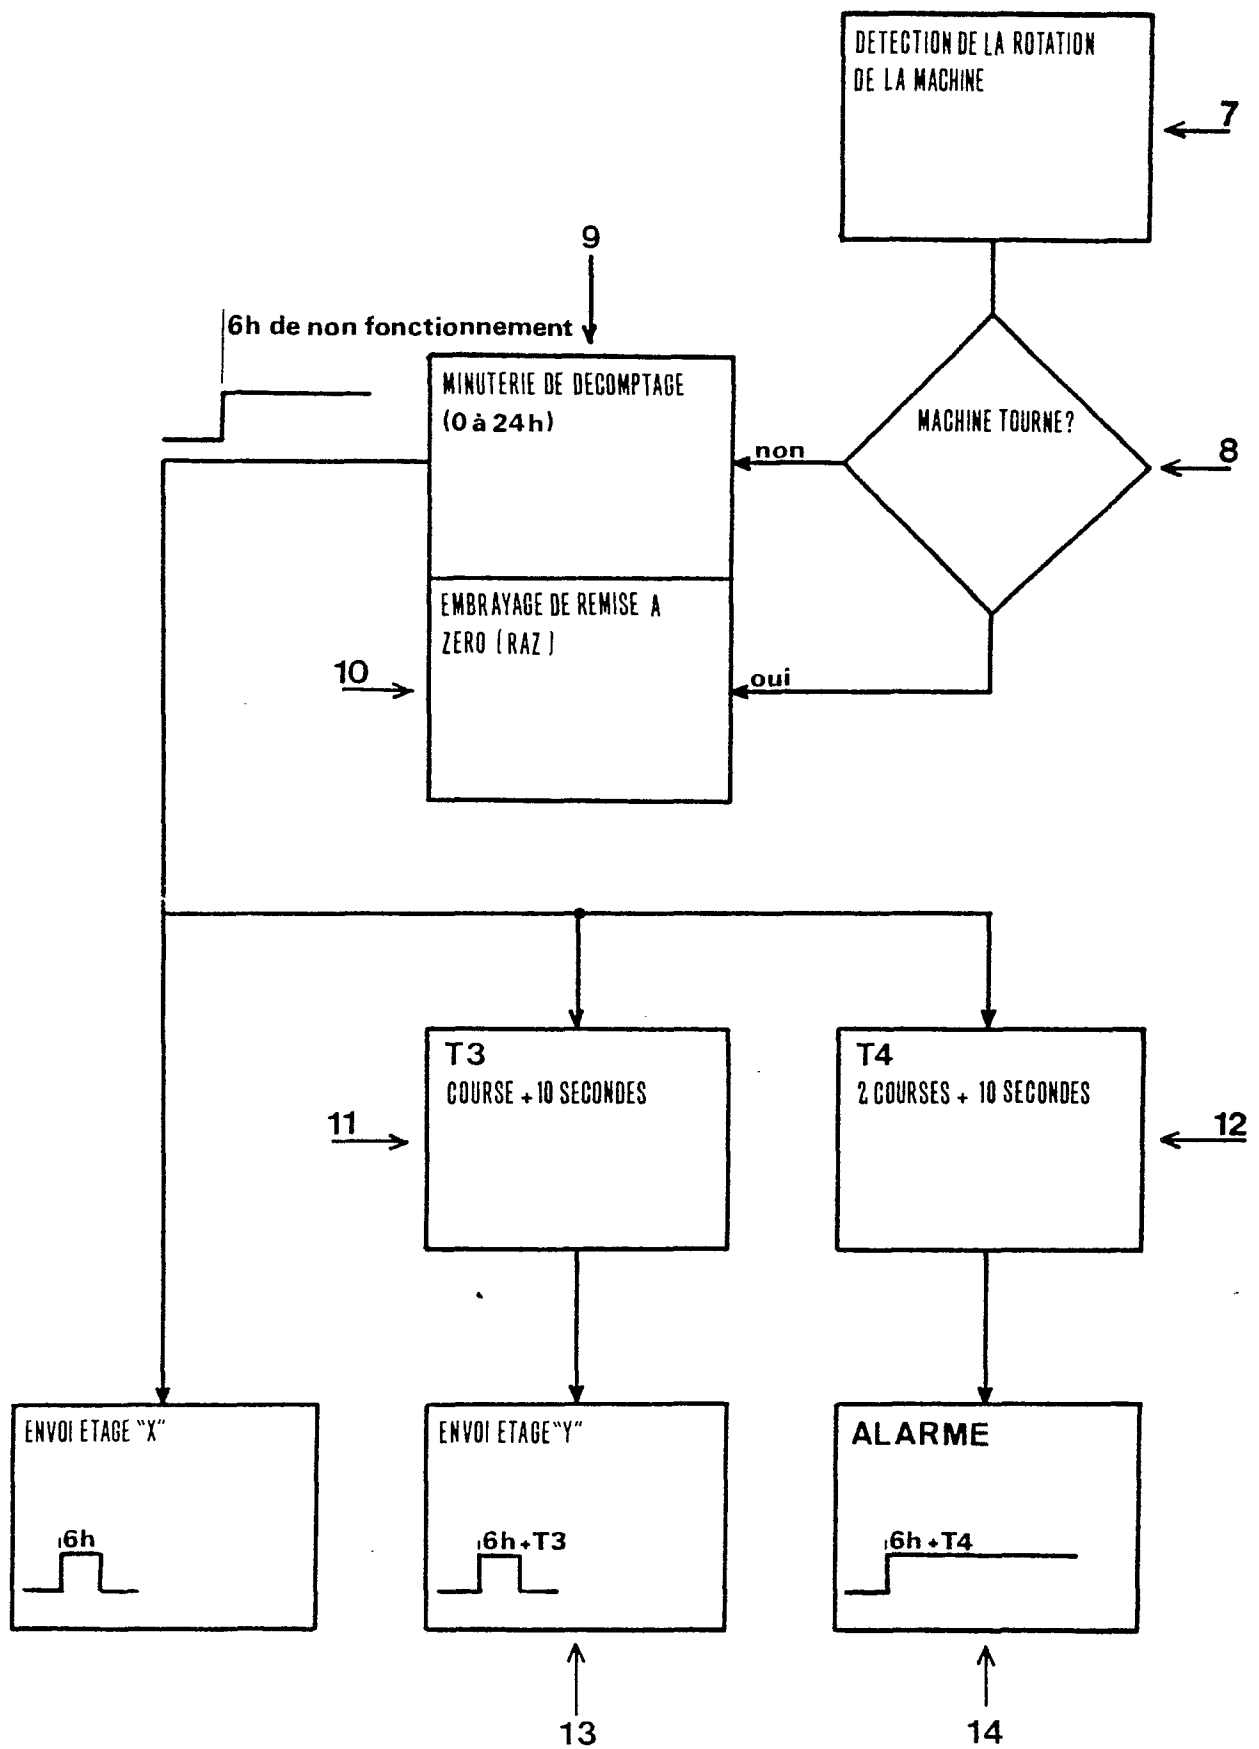 DETECTION DE LA ROTATION
DE LA MACHINE
7
9
6h de non fonctionnement
MINUTERIE DE DECOMPTAGE
(0 à 24h)
MACHINE TOURNE?
non
8
EMBRAYAGE DE REMISE A
ZERO (RAZ)
10
oui
T3
COURSE + 10 SECONDES
T4
2 COURSES + 10 SECONDES
11
12
ENVOI ETAGE "X"
6h
ENVOI ETAGE "Y"
6h+T3
ALARME
6h+T4
13
14